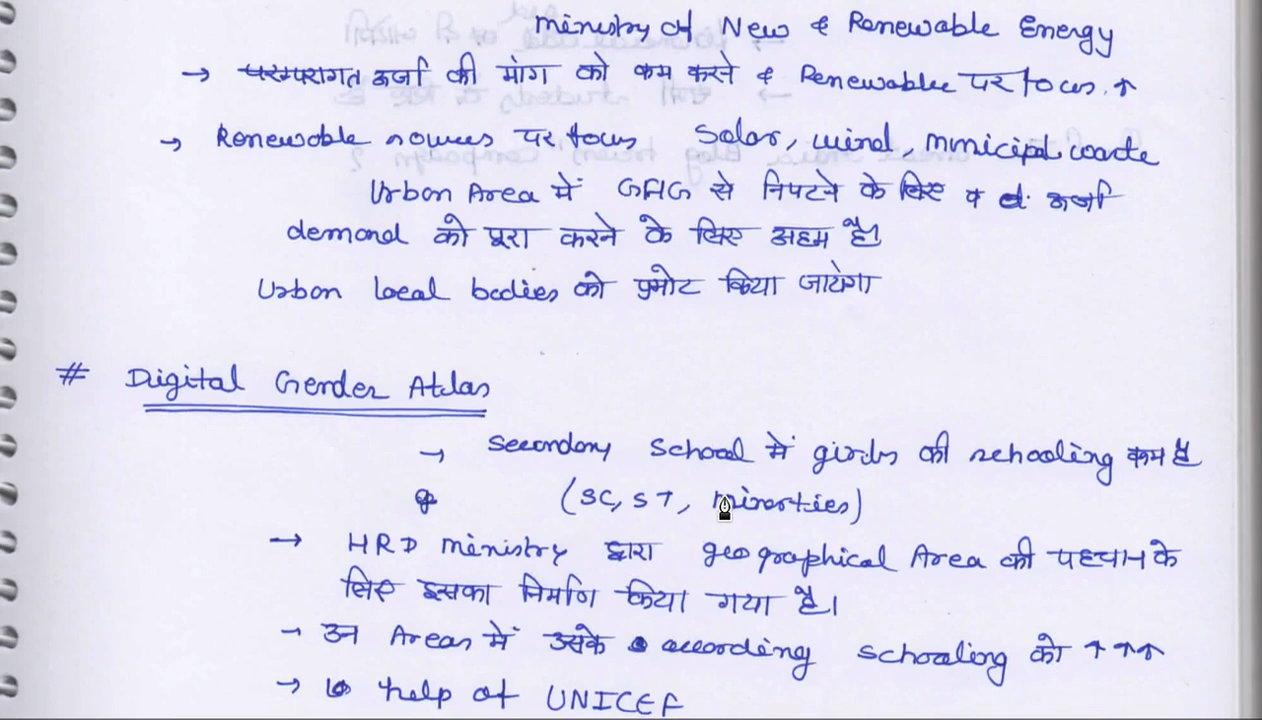 ministry of New & Renewable Energy
→ परम्परागत ऊर्जा की मांग को कम करने & Renewable पर focus ↑
→ Renewable sources पर focus Solar, wind, municipal waste
Urban Area में GHG से निपटने के लिए व ऊर्जा
demand को पूरा करने के लिए अहम है।
Urban local bodies को प्रमोट किया जायेगा
# Digital Gender Atlas
→ Secondary School में girls की schooling कम है
(SC, ST, minorties)
→ HRD ministry द्वारा geographical Area की पहचान के
लिए इसका निर्माण किया गया है।
→ उन Areas में उसके according schooling को ↑↑↑
→ help of UNICEF